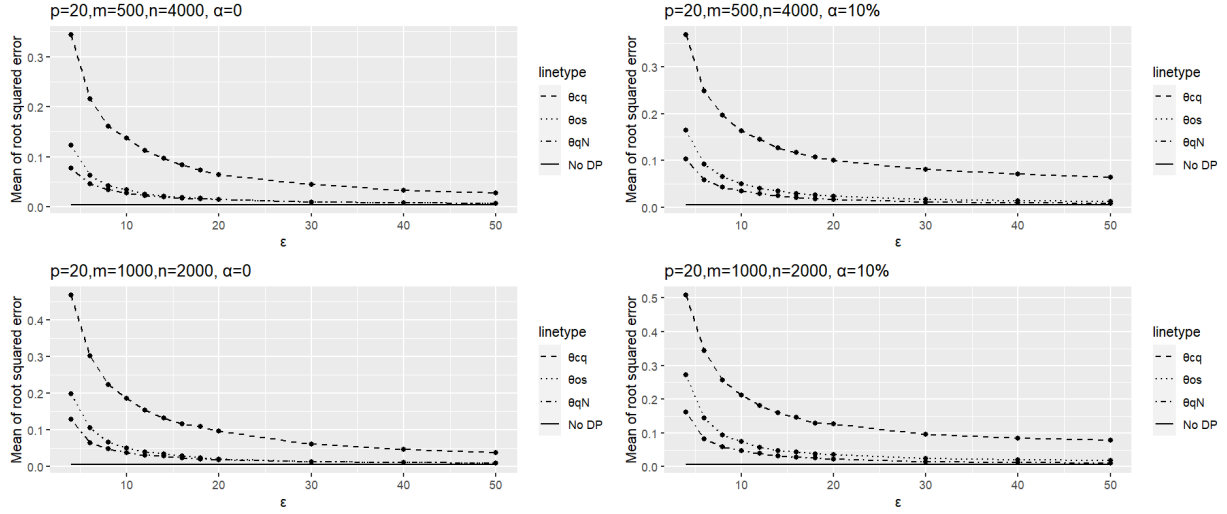 p=20,m=500,n=4000, α=0
Mean of root squared error
0.3
0.2
0.1
0.0
10
20
30
40
50
ε
linetype
θcq
θos
θqN
No DP
p=20,m=500,n=4000, α=10%
Mean of root squared error
0.3
0.2
0.1
0.0
10
20
30
40
50
ε
linetype
θcq
θos
θqN
No DP
p=20,m=1000,n=2000, α=0
Mean of root squared error
0.4
0.3
0.2
0.1
0.0
10
20
30
40
50
ε
linetype
θcq
θos
θqN
No DP
p=20,m=1000,n=2000, α=10%
Mean of root squared error
0.5
0.4
0.3
0.2
0.1
0.0
10
20
30
40
50
ε
linetype
θcq
θos
θqN
No DP